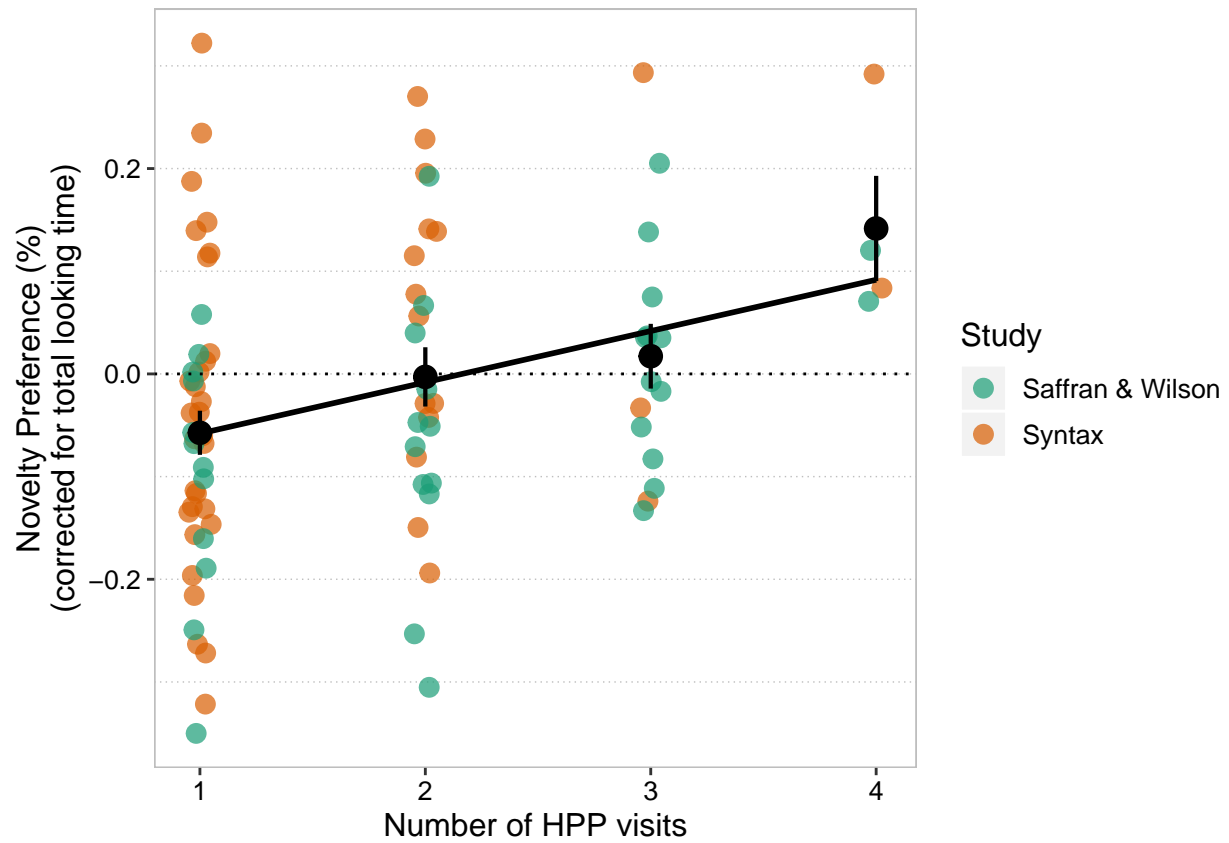 Novelty Preference (%)
(corrected for total looking time)
0.2
0.0
−0.2
1
2
3
4
Number of HPP visits
Study
Saffran & Wilson
Syntax